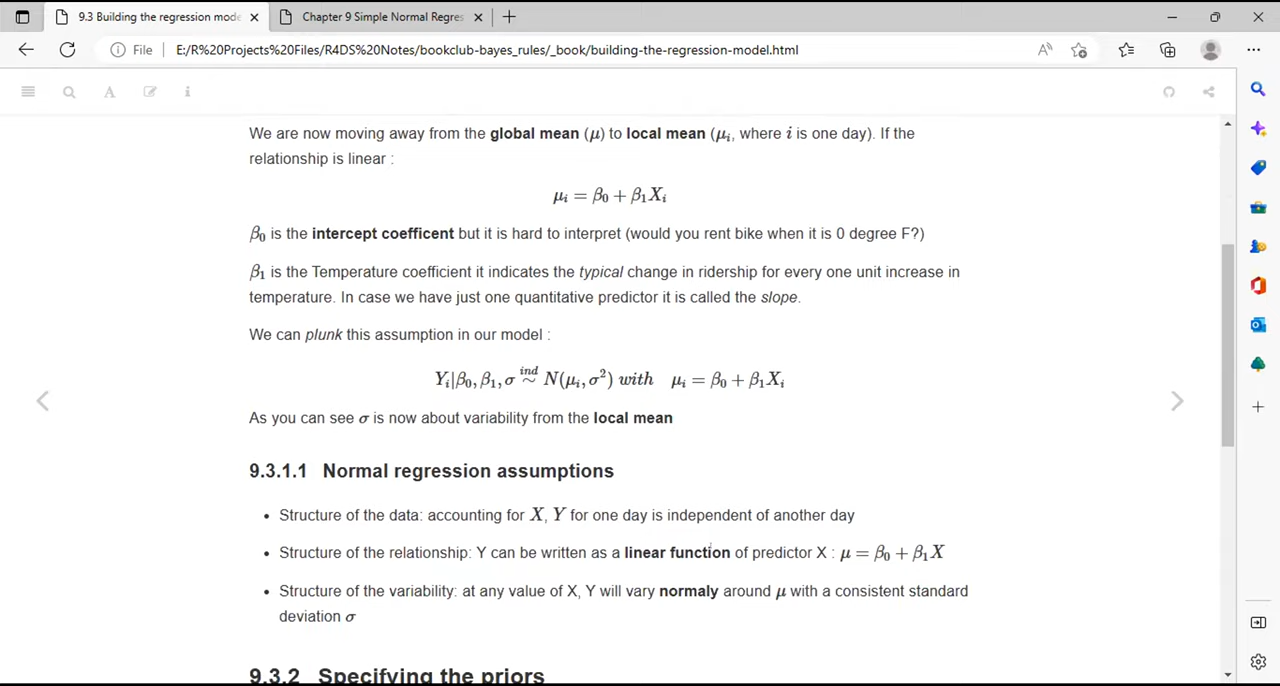 9.3 Building the regression mode
Chapter 9 Simple Normal Regres
File
E:/R%20Projects%20Files/R4DS%20Notes/bookclub-bayes_rules/_book/building-the-regression-model.html
We are now moving away from the global mean (μ) to local mean (μᵢ, where i is one day). If the
relationship is linear :
μᵢ = β₀ + β₁Xᵢ
β₀ is the intercept coefficent but it is hard to interpret (would you rent bike when it is 0 degree F?)
β₁ is the Temperature coefficient it indicates the typical change in ridership for every one unit increase in
temperature. In case we have just one quantitative predictor it is called the slope.
We can plunk this assumption in our model :
Yᵢ|β₀, β₁, σ ind ~ N(μᵢ, σ²) with μᵢ = β₀ + β₁Xᵢ
As you can see σ is now about variability from the local mean
9.3.1.1 Normal regression assumptions
• Structure of the data: accounting for X, Y for one day is independent of another day
• Structure of the relationship: Y can be written as a linear function of predictor X : μ = β₀ + β₁X
• Structure of the variability: at any value of X, Y will vary normaly around μ with a consistent standard
deviation σ
9.3.2 Specifying the priors